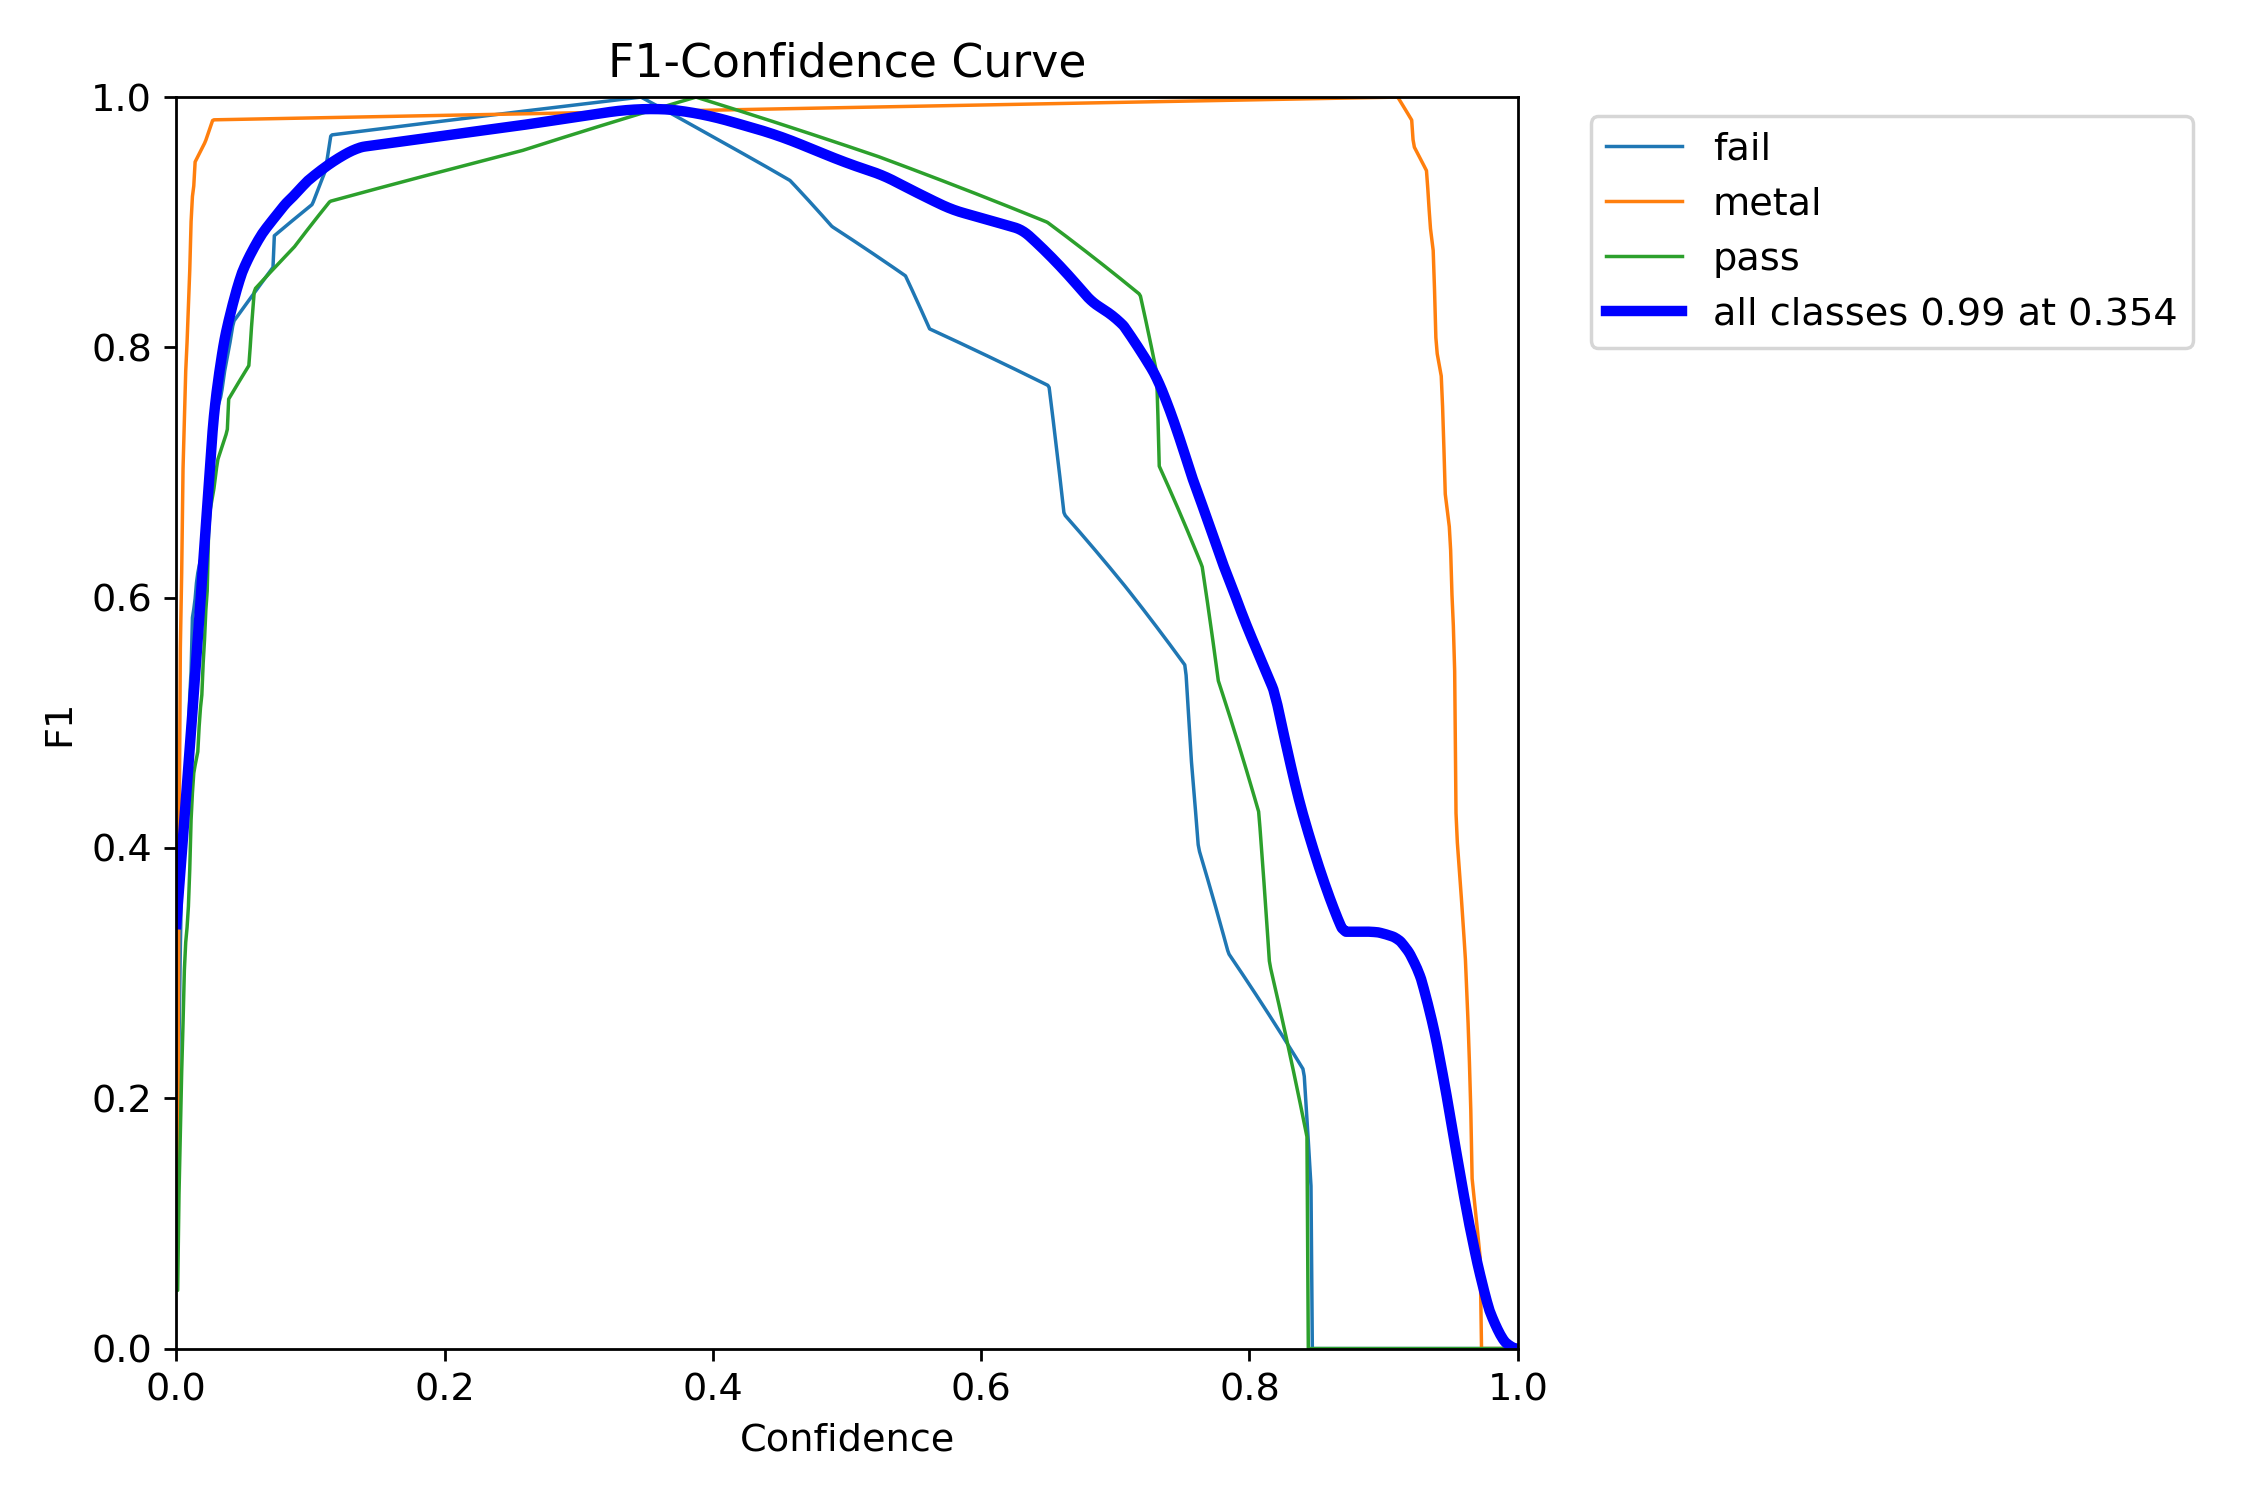 F1-Confidence Curve
1.0
0.8
0.6
0.4
0.2
0.0
F1
0.0 0.2 0.4 0.6 0.8 1.0
Confidence
fail
metal
pass
all classes 0.99 at 0.354